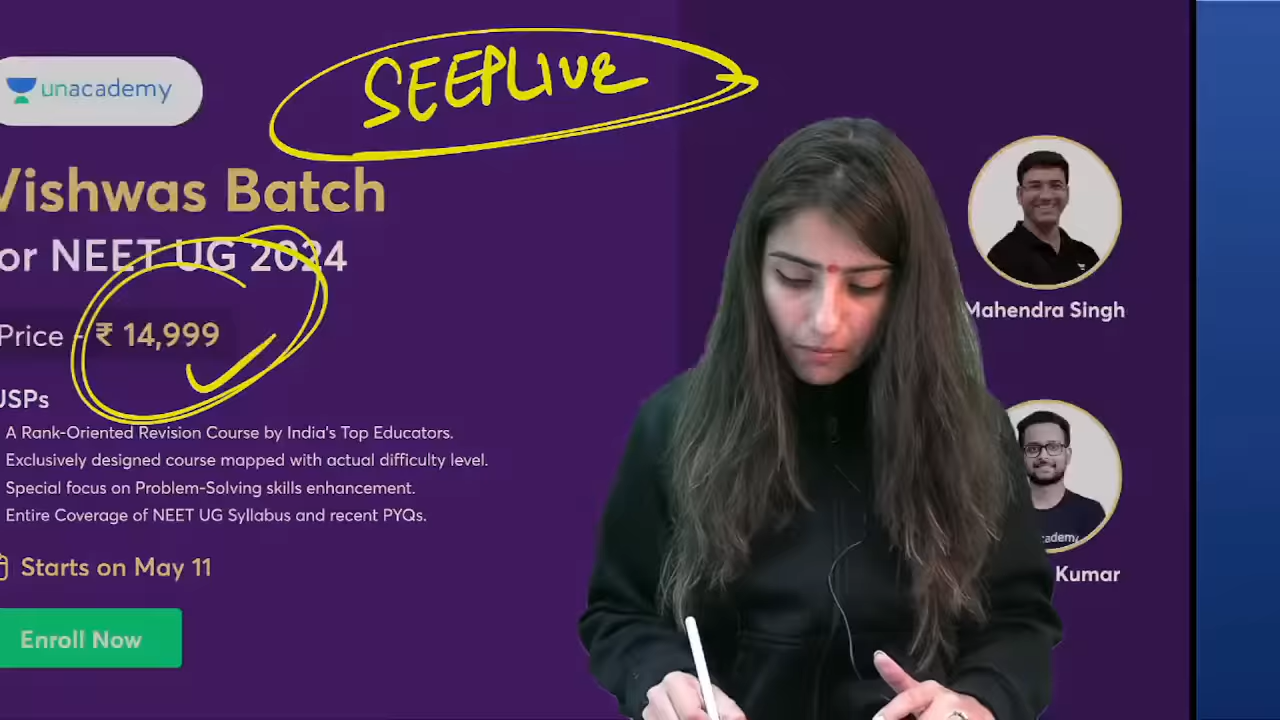 SEEPLIVE
unacademy
Vishwas Batch
or NEET UG 2024
Price - ₹ 14,999
USPs
A Rank-Oriented Revision Course by India's Top Educators.
Exclusively designed course mapped with actual difficulty level.
Special focus on Problem-Solving skills enhancement.
Entire Coverage of NEET UG Syllabus and recent PYQs.
Starts on May 11
Enroll Now
Mahendra Singh
cademy
Kumar